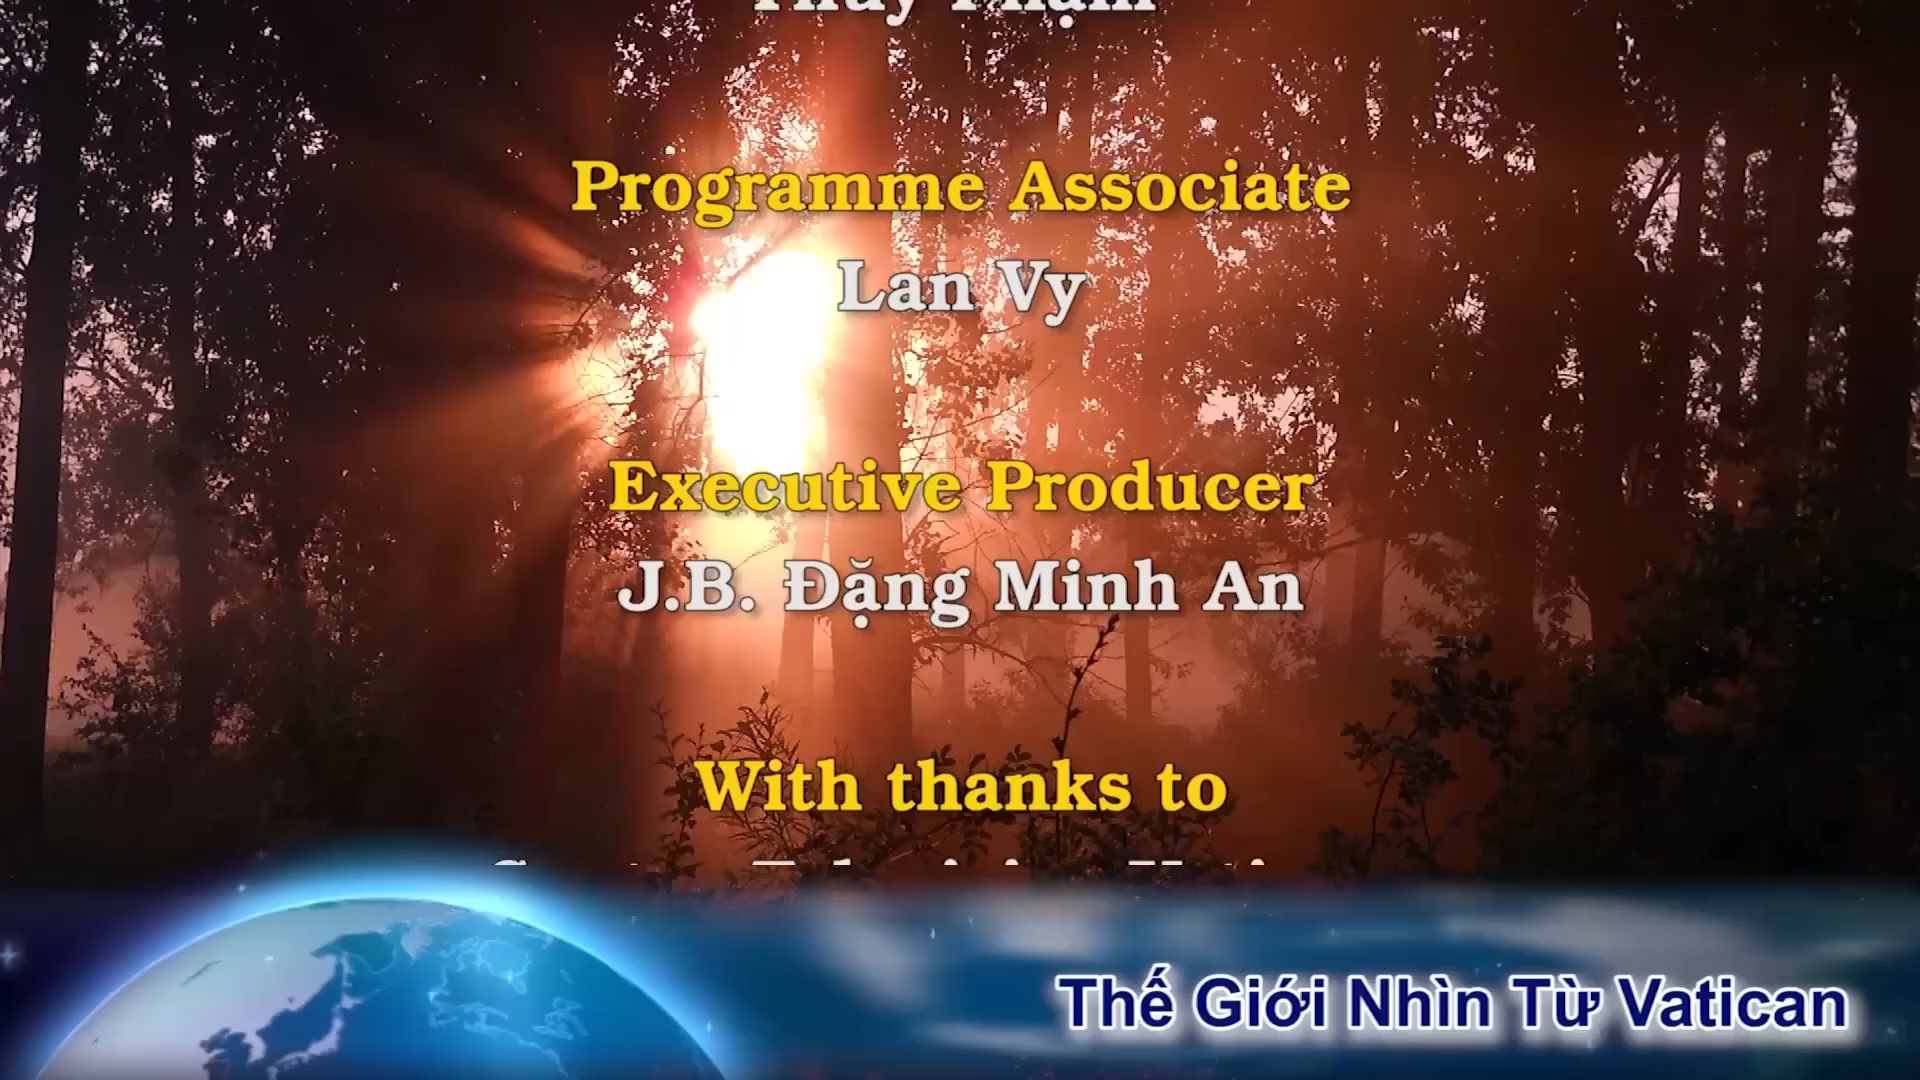 Programme Associate
Lan Vy
Executive Producer
J.B. Đặng Minh An
With thanks to
Thế Giới Nhìn Từ Vatican